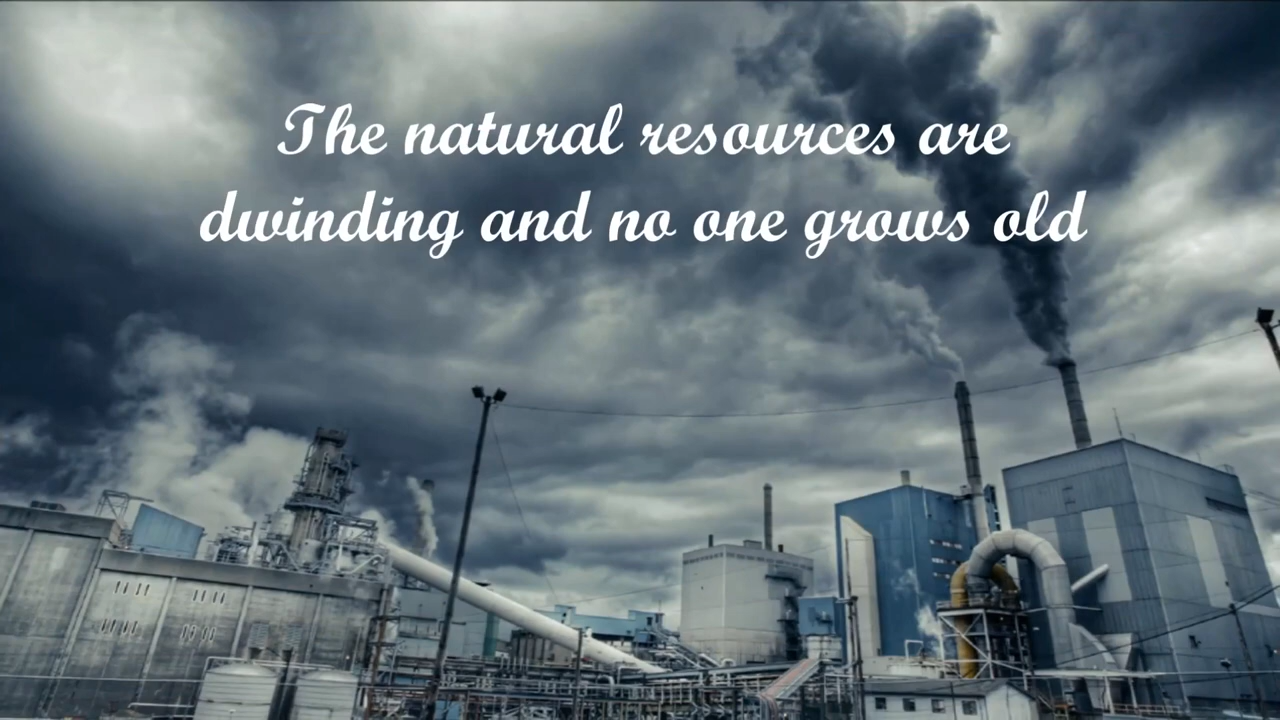 The natural resources are
dwinding and no one grows old